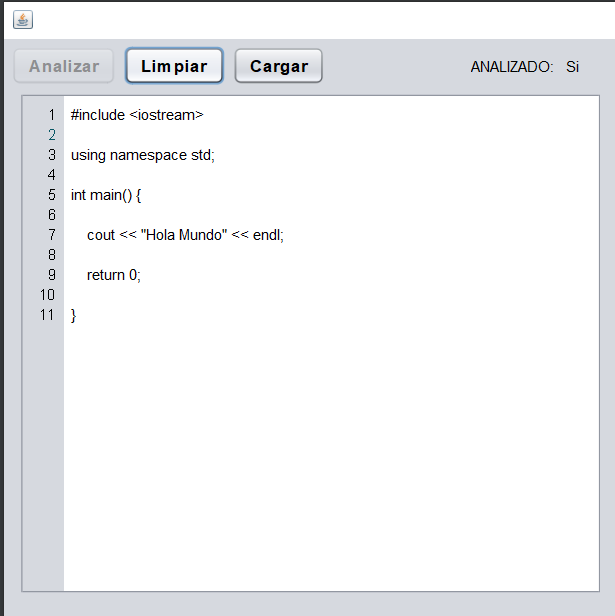 Analizar Limpiar Cargar ANALIZADO: Si
1 #include <iostream>
2
3 using namespace std;
4
5 int main() {
6
7 cout << "Hola Mundo" << endl;
8
9 return 0;
10
11 }